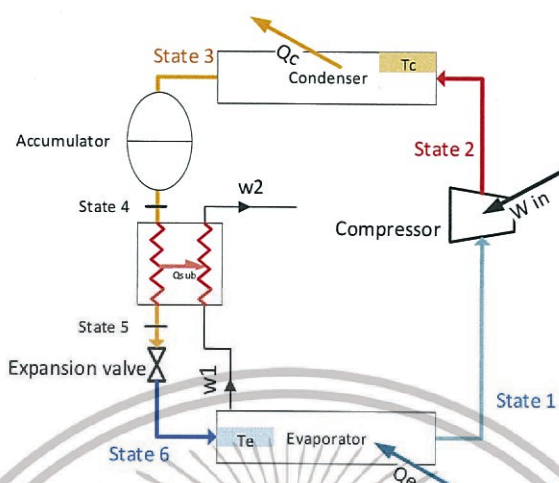 State 3
Qc
Condenser
Tc
Accumulator
State 2
State 4
w2
Compressor
W in
Qsub
State 5
Expansion valve
w1
State 1
Te
Evaporator
State 6
Qe